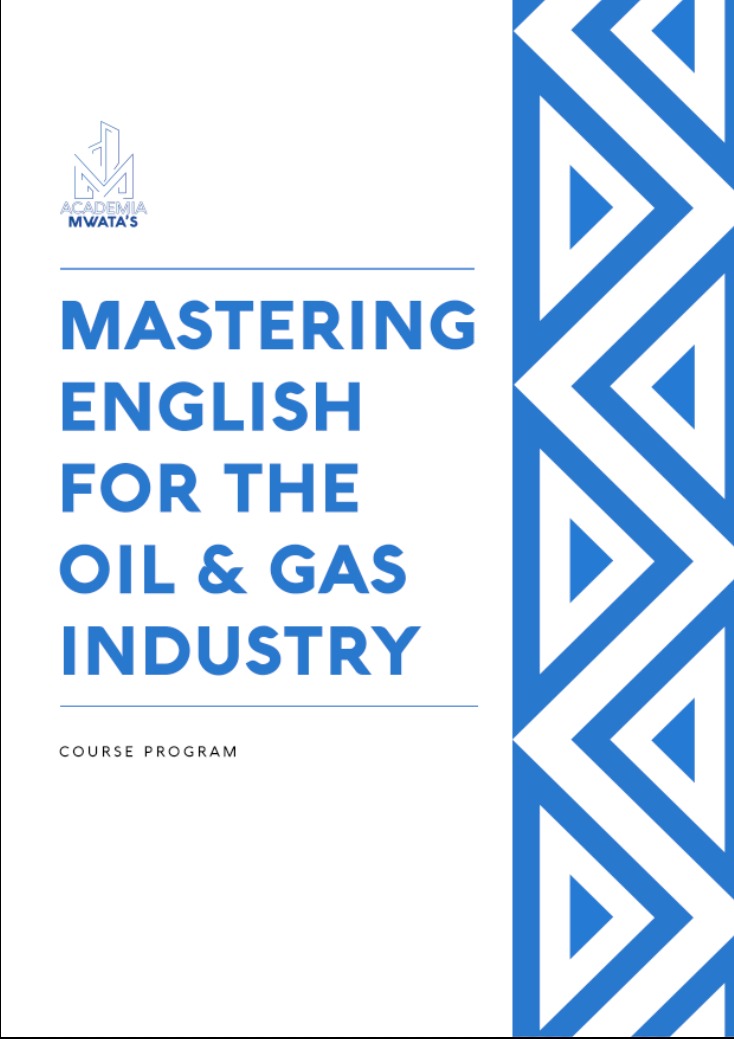 ACADEMIA
MWATA'S
MASTERING
ENGLISH
FOR THE
OIL & GAS
INDUSTRY
COURSE PROGRAM